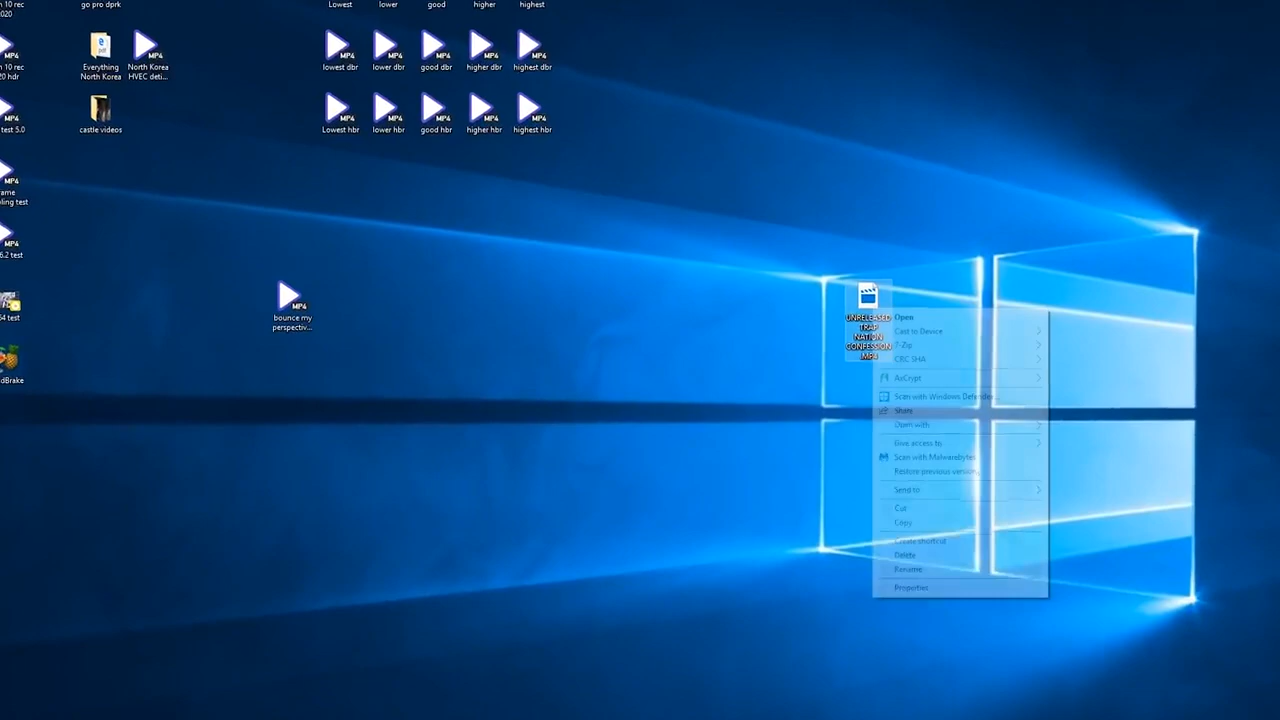 10 rec
2020
go pro dprk
Lowest
lower
good
higher
highest
MP4
10 rec
20 hdr
Everything
North Korea
MP4
North Korea
HVEC deti...
MP4
Lowest dbr
MP4
lower dbr
MP4
good dbr
MP4
higher dbr
MP4
highest dbr
MP4
test 5.0
castle videos
MP4
Lowest hbr
MP4
lower hbr
MP4
good hbr
MP4
higher hbr
MP4
highest hbr
MP4
ling test
MP4
6.2 test
64 test
dBrake
MP4
bounce my
perspectiv...
UNRELEASED
TRAP
NATION
CONFESSION
.MP4
Open
Cast to Device
7-Zip
CRC SHA
AxCrypt
Scan with Windows Defender...
Share
Open with
Give access to
Scan with Malwarebytes
Restore previous versions
Send to
Cut
Copy
Create shortcut
Delete
Rename
Properties